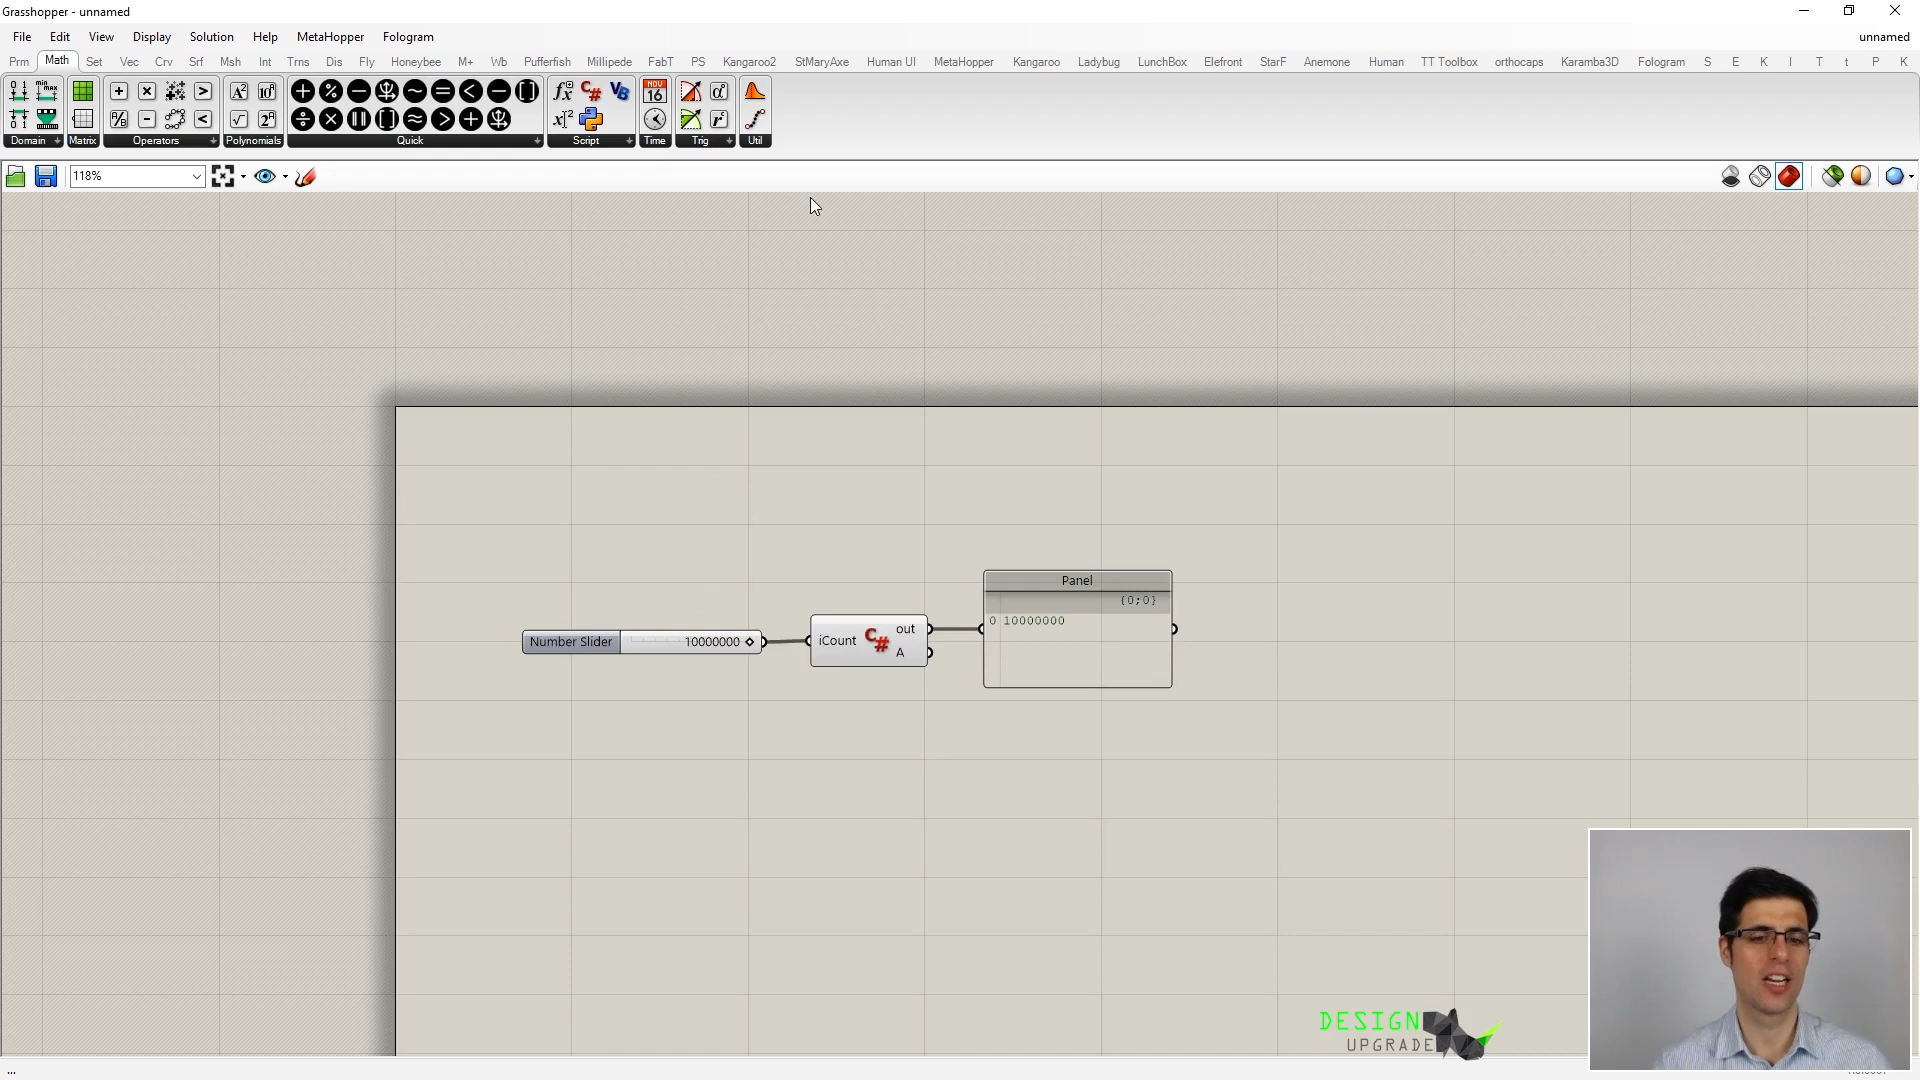 Grasshopper - unnamed
File Edit View Display Solution Help MetaHopper Fologram unnamed
Prm Math Set Vec Crv Srf Msh Int Trns Dis Fly Honeybee M+ Wb Pufferfish Millipede FabT PS Kangaroo2 StMaryAxe Human UI MetaHopper Kangaroo Ladybug LunchBox Elefront StarF Anemone Human TT Toolbox orthocaps Karamba3D Fologram S E K I T t P K
Domain Matrix Operators Polynomials Quick Script Time Trig Util
118%
Panel
{0;0}
0 10000000
Number Slider 10000000
iCount C# out
A
DESIGN
UPGRADE
...